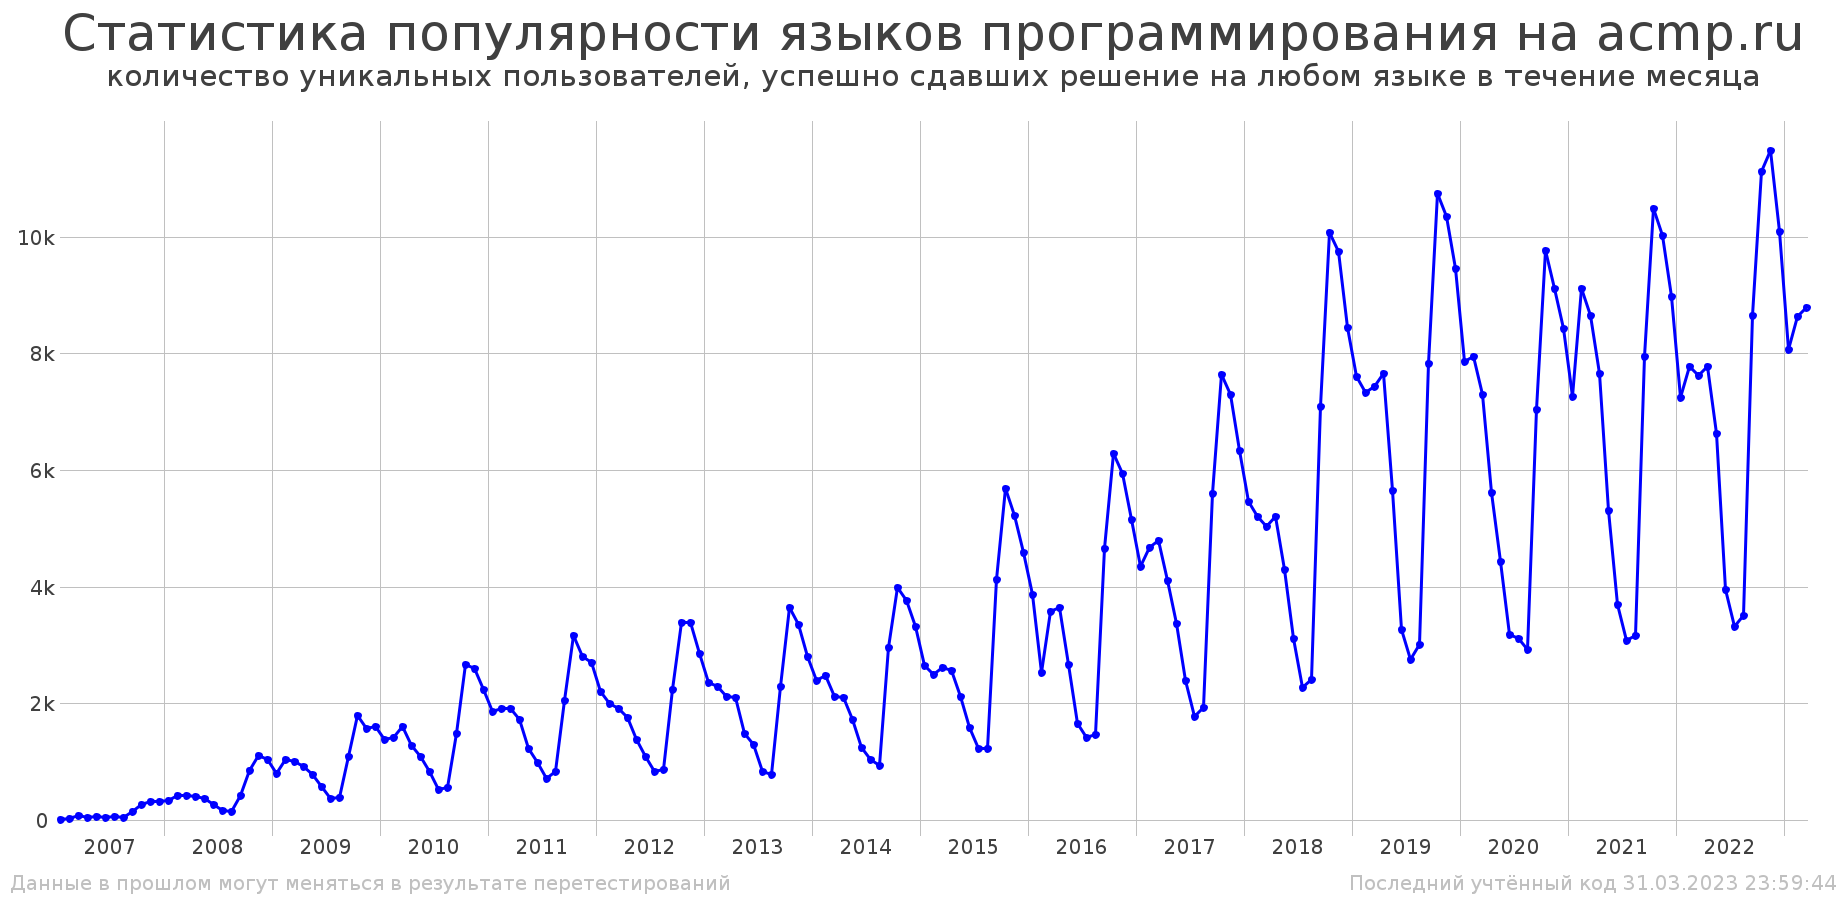 Статистика популярности языков программирования на acmp.ru
количество уникальных пользователей, успешно сдавших решение на любом языке в течение месяца
10k
8k
6k
4k
2k
0
2007 2008 2009 2010 2011 2012 2013 2014 2015 2016 2017 2018 2019 2020 2021 2022
Данные в прошлом могут меняться в результате перетестирований
Последний учтённый код 31.03.2023 23:59:44